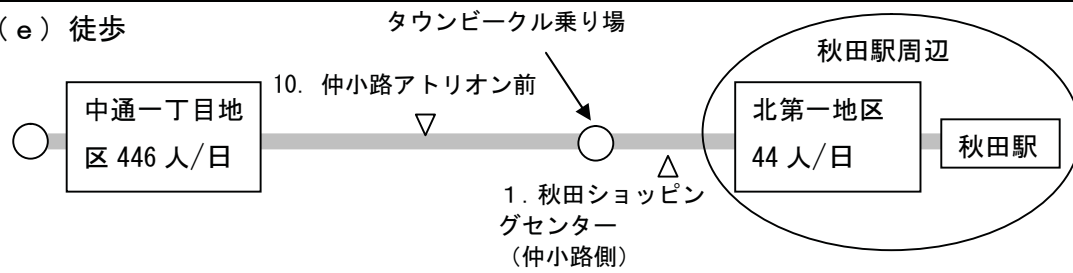 （ｅ）徒歩
タウンビークル乗り場
秋田駅周辺
10．仲小路アトリオン前
中通一丁目地
区 446 人/日
北第一地区
44 人/日
秋田駅
１．秋田ショッピン
グセンター
（仲小路側）